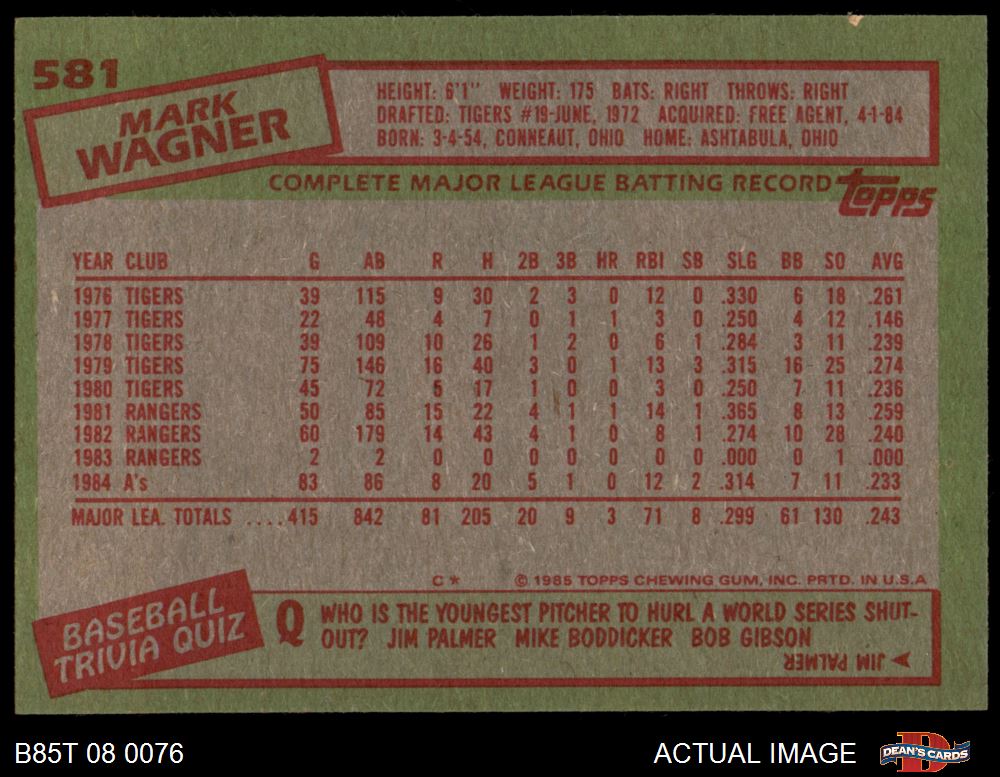 581
MARK
WAGNER
HEIGHT: 6'1" WEIGHT: 175 BATS: RIGHT THROWS: RIGHT
DRAFTED: TIGERS #19-JUNE, 1972 ACQUIRED: FREE AGENT, 4-1-84
BORN: 3-4-54, CONNEAUT, OHIO HOME: ASHTABULA, OHIO
COMPLETE MAJOR LEAGUE BATTING RECORD topps
YEAR CLUB G AB R H 2B 3B HR RBI SB SLG BB SO AVG
1976 TIGERS 39 115 9 30 2 3 0 12 0 .330 6 18 .261
1977 TIGERS 22 48 4 7 0 1 1 3 0 .250 4 12 .146
1978 TIGERS 39 109 10 26 1 2 0 6 1 .284 3 11 .239
1979 TIGERS 75 146 16 40 3 0 1 13 3 .315 16 25 .274
1980 TIGERS 45 72 5 17 1 0 0 3 0 .250 7 11 .236
1981 RANGERS 50 85 15 22 4 1 1 14 1 .365 8 13 .259
1982 RANGERS 60 179 14 43 4 1 0 8 1 .274 10 28 .240
1983 RANGERS 2 2 0 0 0 0 0 0 0 .000 0 1 .000
1984 A's 83 86 8 20 5 1 0 12 2 .314 7 11 .233
MAJOR LEA. TOTALS ....415 842 81 205 20 9 3 71 8 .299 61 130 .243
C* © 1985 TOPPS CHEWING GUM, INC. PRTD. IN U.S.A
BASEBALL
TRIVIA QUIZ
Q WHO IS THE YOUNGEST PITCHER TO HURL A WORLD SERIES SHUT-
OUT? JIM PALMER MIKE BODDICKER BOB GIBSON
JIM PALMER
B85T 08 0076
ACTUAL IMAGE
DEAN'S CARDS